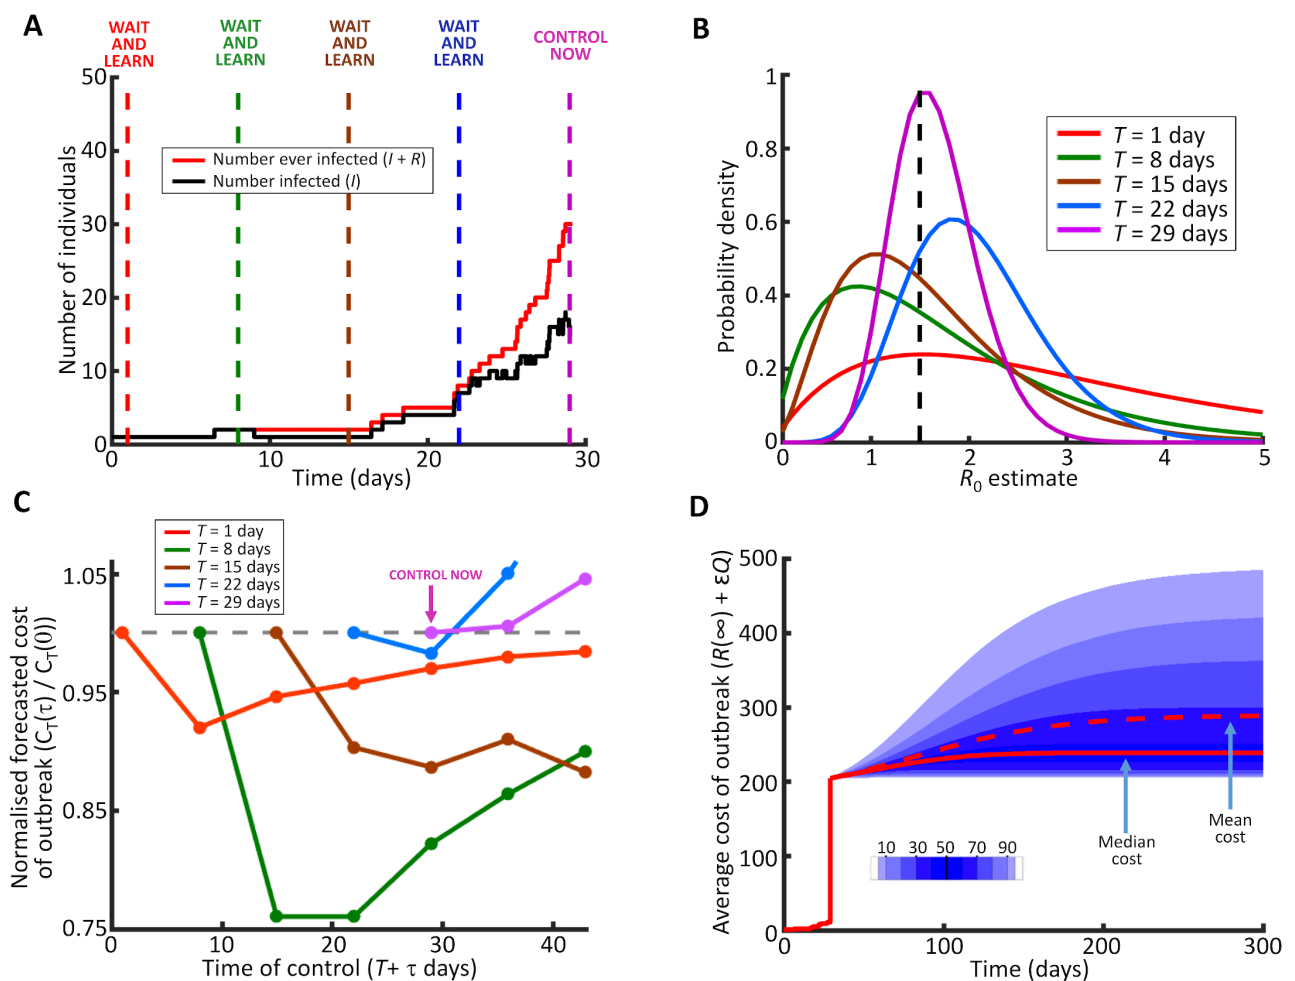 A
WAIT
AND
LEARN
WAIT
AND
LEARN
WAIT
AND
LEARN
WAIT
AND
LEARN
CONTROL
NOW
50
40
30
20
10
0
Number of individuals
Number ever infected (I + R)
Number infected (I)
0 10 20 30
Time (days)
B
1
0.8
0.6
0.4
0.2
0
Probability density
T = 1 day
T = 8 days
T = 15 days
T = 22 days
T = 29 days
0 1 2 3 4 5
R0 estimate
C
T = 1 day
T = 8 days
T = 15 days
T = 22 days
T = 29 days
CONTROL NOW
1.05
1.0
0.95
0.85
0.75
Normalised forecasted cost
of outbreak (CT(τ) / CT(0))
0 10 20 30 40
Time of control (T+ τ days)
D
500
400
300
200
100
0
Average cost of outbreak (R(∞) + εQ)
10 30 50 70 90
Median
cost
Mean
cost
0 100 200 300
Time (days)